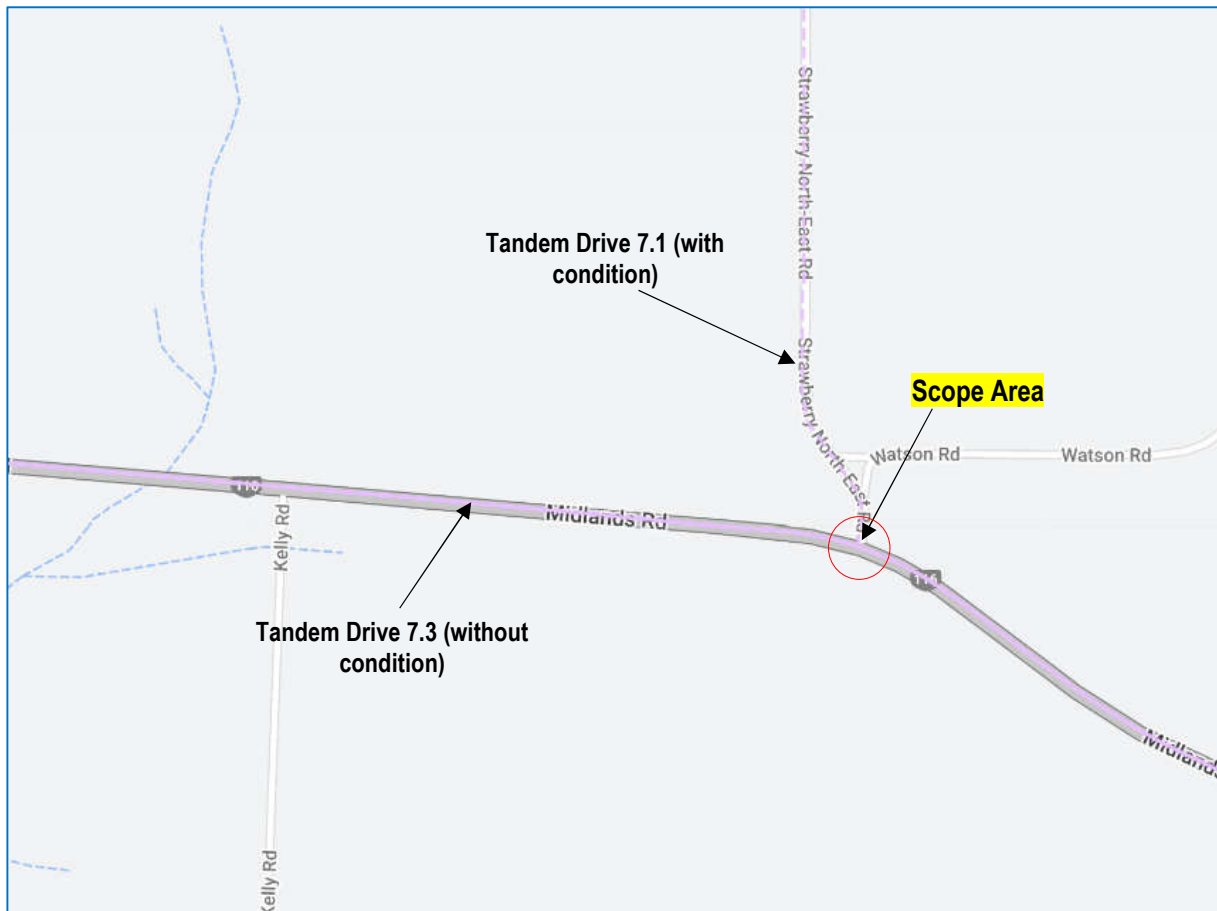 Strawberry North-East Rd
Tandem Drive 7.1 (with
condition)
Strawberry North-East Rd
Scope Area
Watson Rd
Watson Rd
116
Midlands Rd
Kelly Rd
116
Tandem Drive 7.3 (without
condition)
Midlands
Kelly Rd